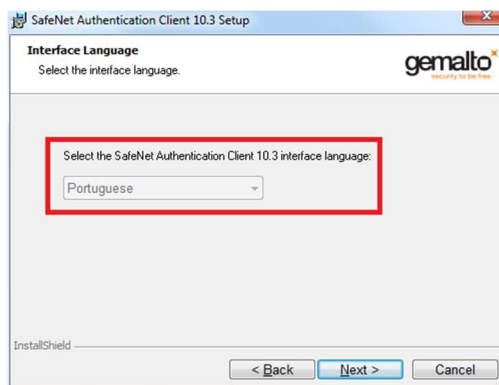 SafeNet Authentication Client 10.3 Setup
Interface Language
Select the interface language.
gemalto
security to be free
Select the SafeNet Authentication Client 10.3 interface language:
Portuguese
InstallShield
< Back
Next >
Cancel